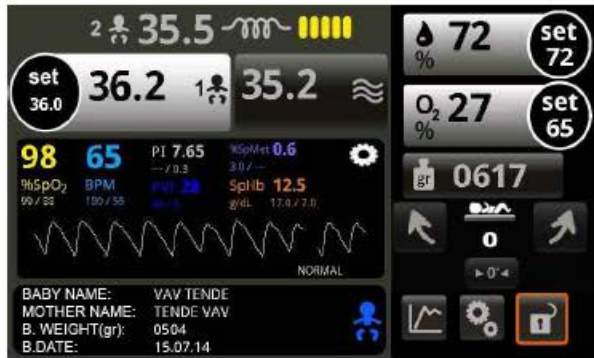 2 35.5
set 36.0 36.2 1 35.2
72 % set 72
O2 % 27 set 65
gr 0617
98 65 PI 7.65 %SpMet 0.6
--- / 0.3 3.0 / ---
%SpO2 BPM PVI 28 SpHb 12.5
99 / 88 g/dL 17.0 / 7.0
NORMAL
0
►0°◄
BABY NAME: VAV TENDE
MOTHER NAME: TENDE VAV
B. WEIGHT(gr): 0504
B.DATE: 15.07.14